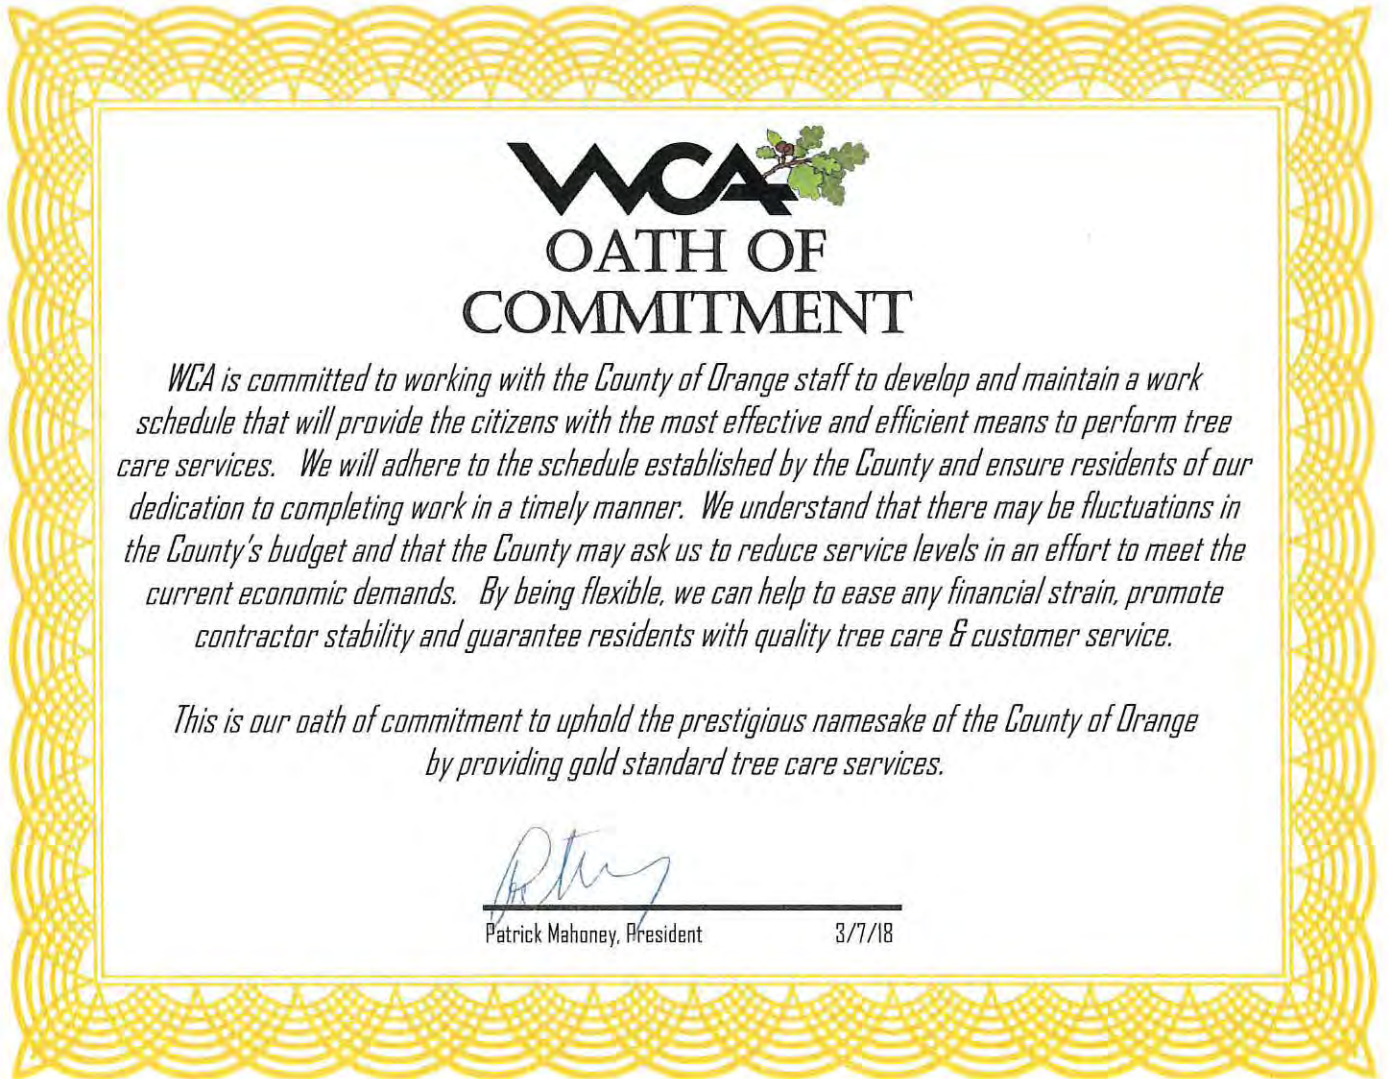 WCA
OATH OF
COMMITMENT
WCA is committed to working with the County of Orange staff to develop and maintain a work
schedule that will provide the citizens with the most effective and efficient means to perform tree
care services. We will adhere to the schedule established by the County and ensure residents of our
dedication to completing work in a timely manner. We understand that there may be fluctuations in
the County's budget and that the County may ask us to reduce service levels in an effort to meet the
current economic demands. By being flexible, we can help to ease any financial strain, promote
contractor stability and guarantee residents with quality tree care & customer service.
This is our oath of commitment to uphold the prestigious namesake of the County of Orange
by providing gold standard tree care services.
Patrick Mahoney, President 3/7/18